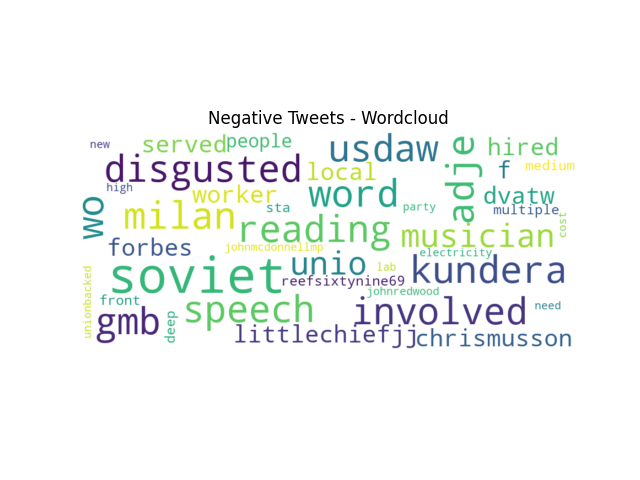 Negative Tweets - Wordcloud
new
served
people
usdaw
adje
hired
disgusted
local
f
medium
high
worker
word
dvatw
wo
milan
sta
party
multiple
cost
reading
musician
forbes
johnmcdonnellmp
electricity
soviet
unio
lab
kundera
unionbacked
reefsixtynine69
johnredwood
front
speech
involved
need
gmb
deep
littlechiefjj
chrismusson